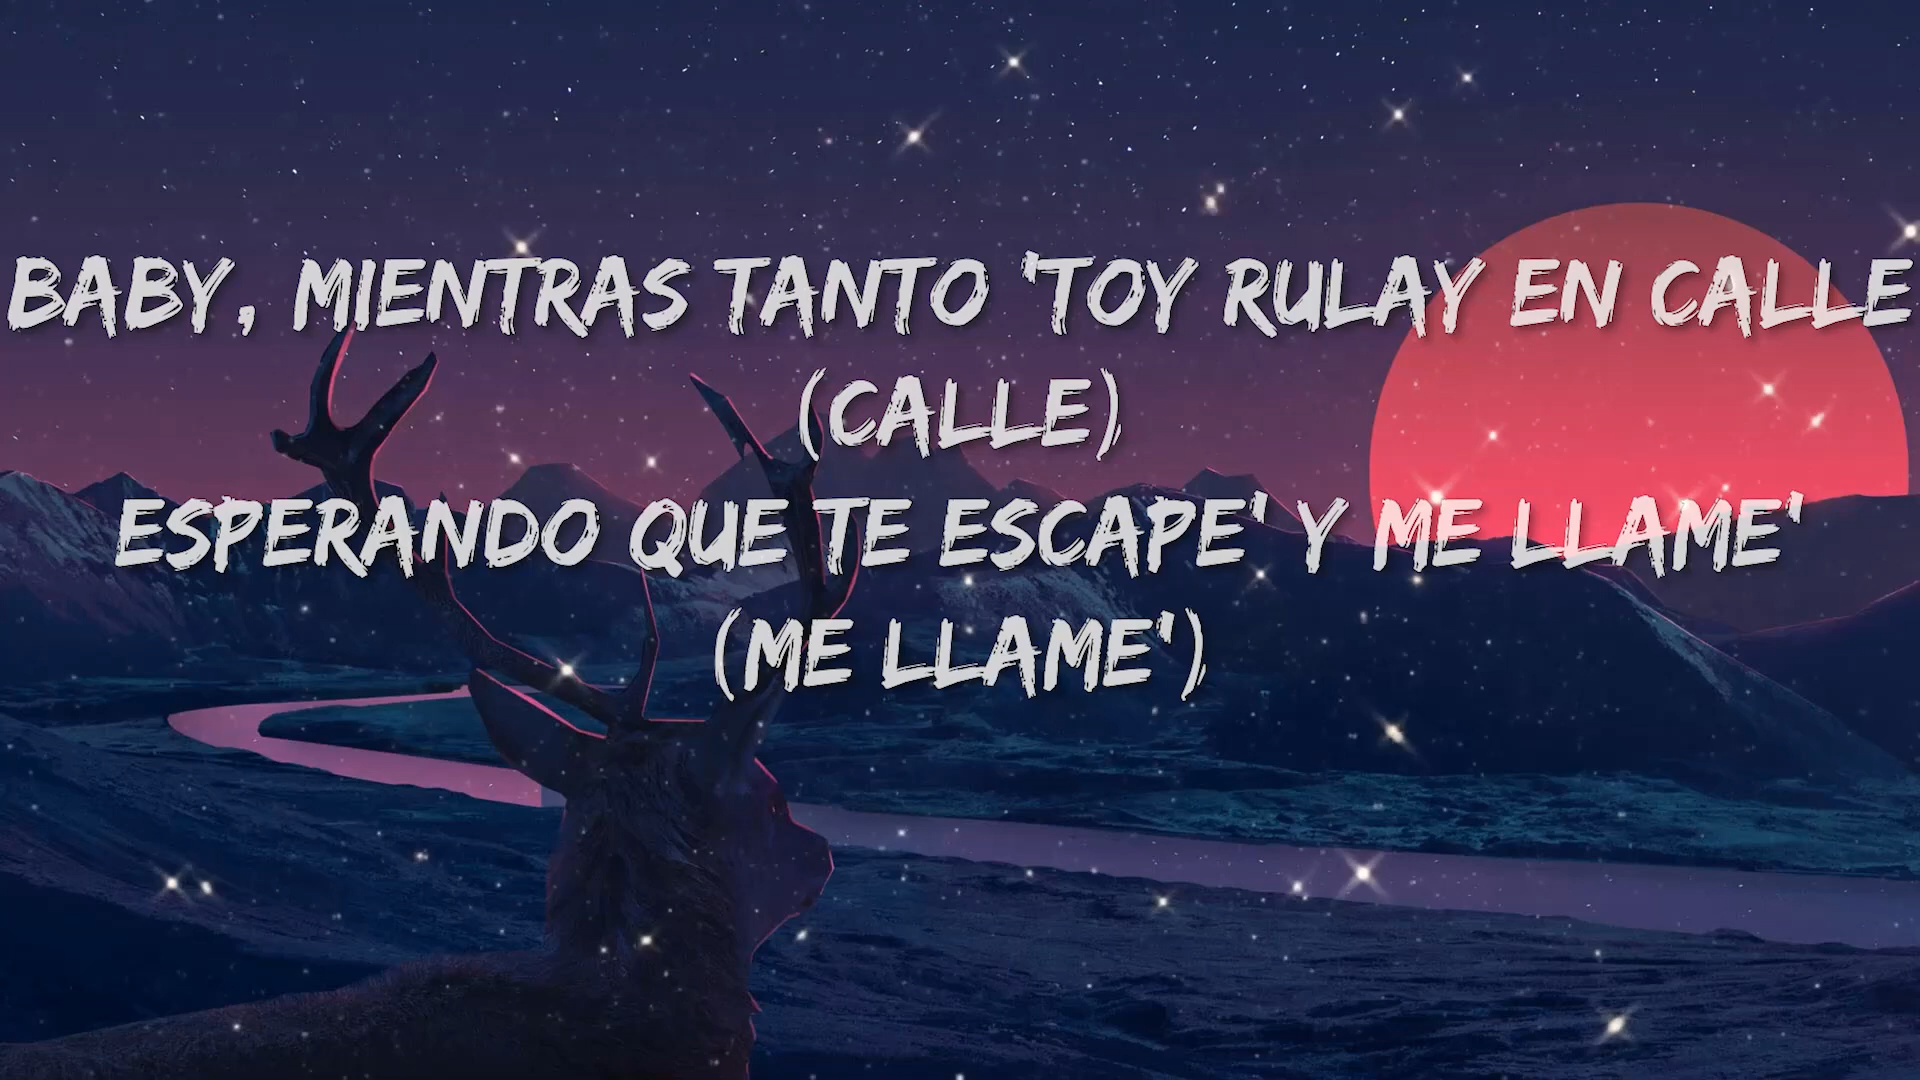 BABY, MIENTRAS TANTO 'TOY RULAY EN CALLE
(CALLE)
ESPERANDO QUE TE ESCAPE' Y ME LLAME'
(ME LLAME')